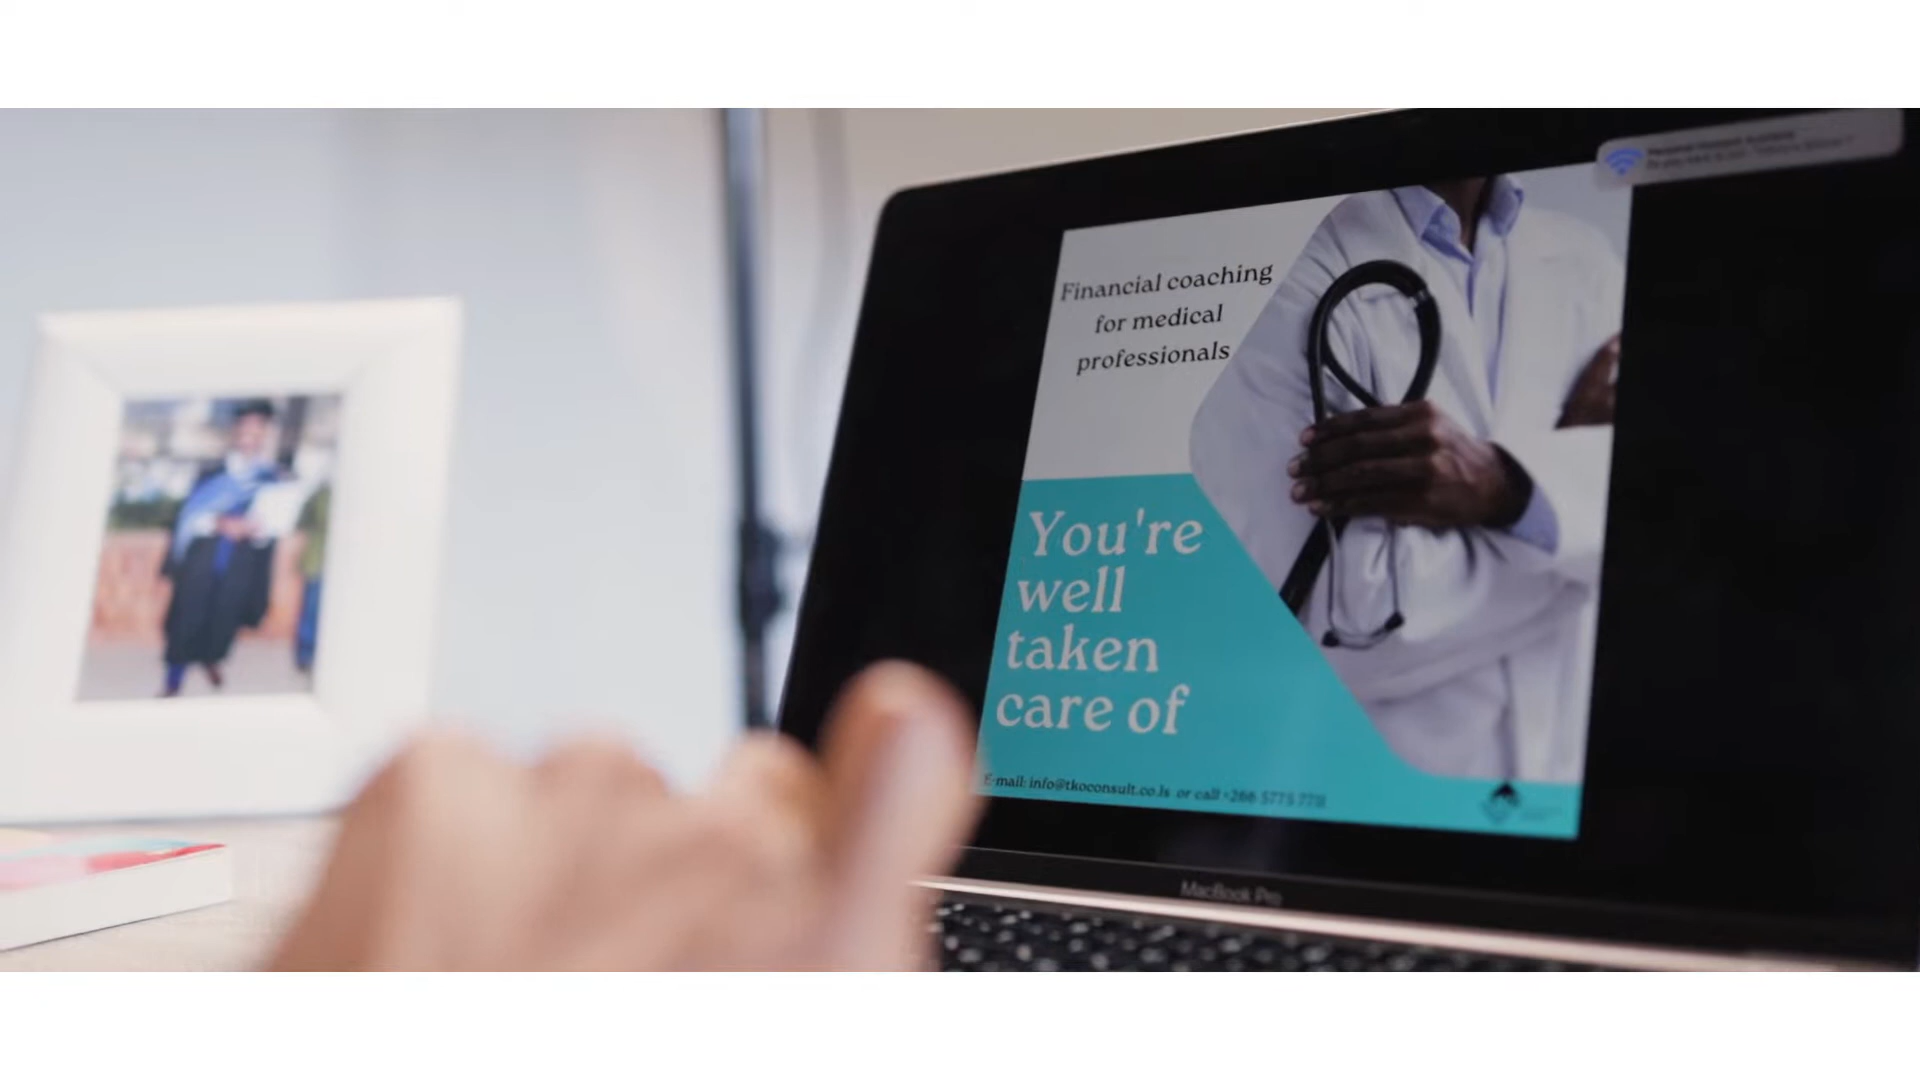 Financial coaching
for medical
professionals
You're
well
taken
care of
E-mail: info@tkoconsult.co.ls or call +266
MacBook Pro